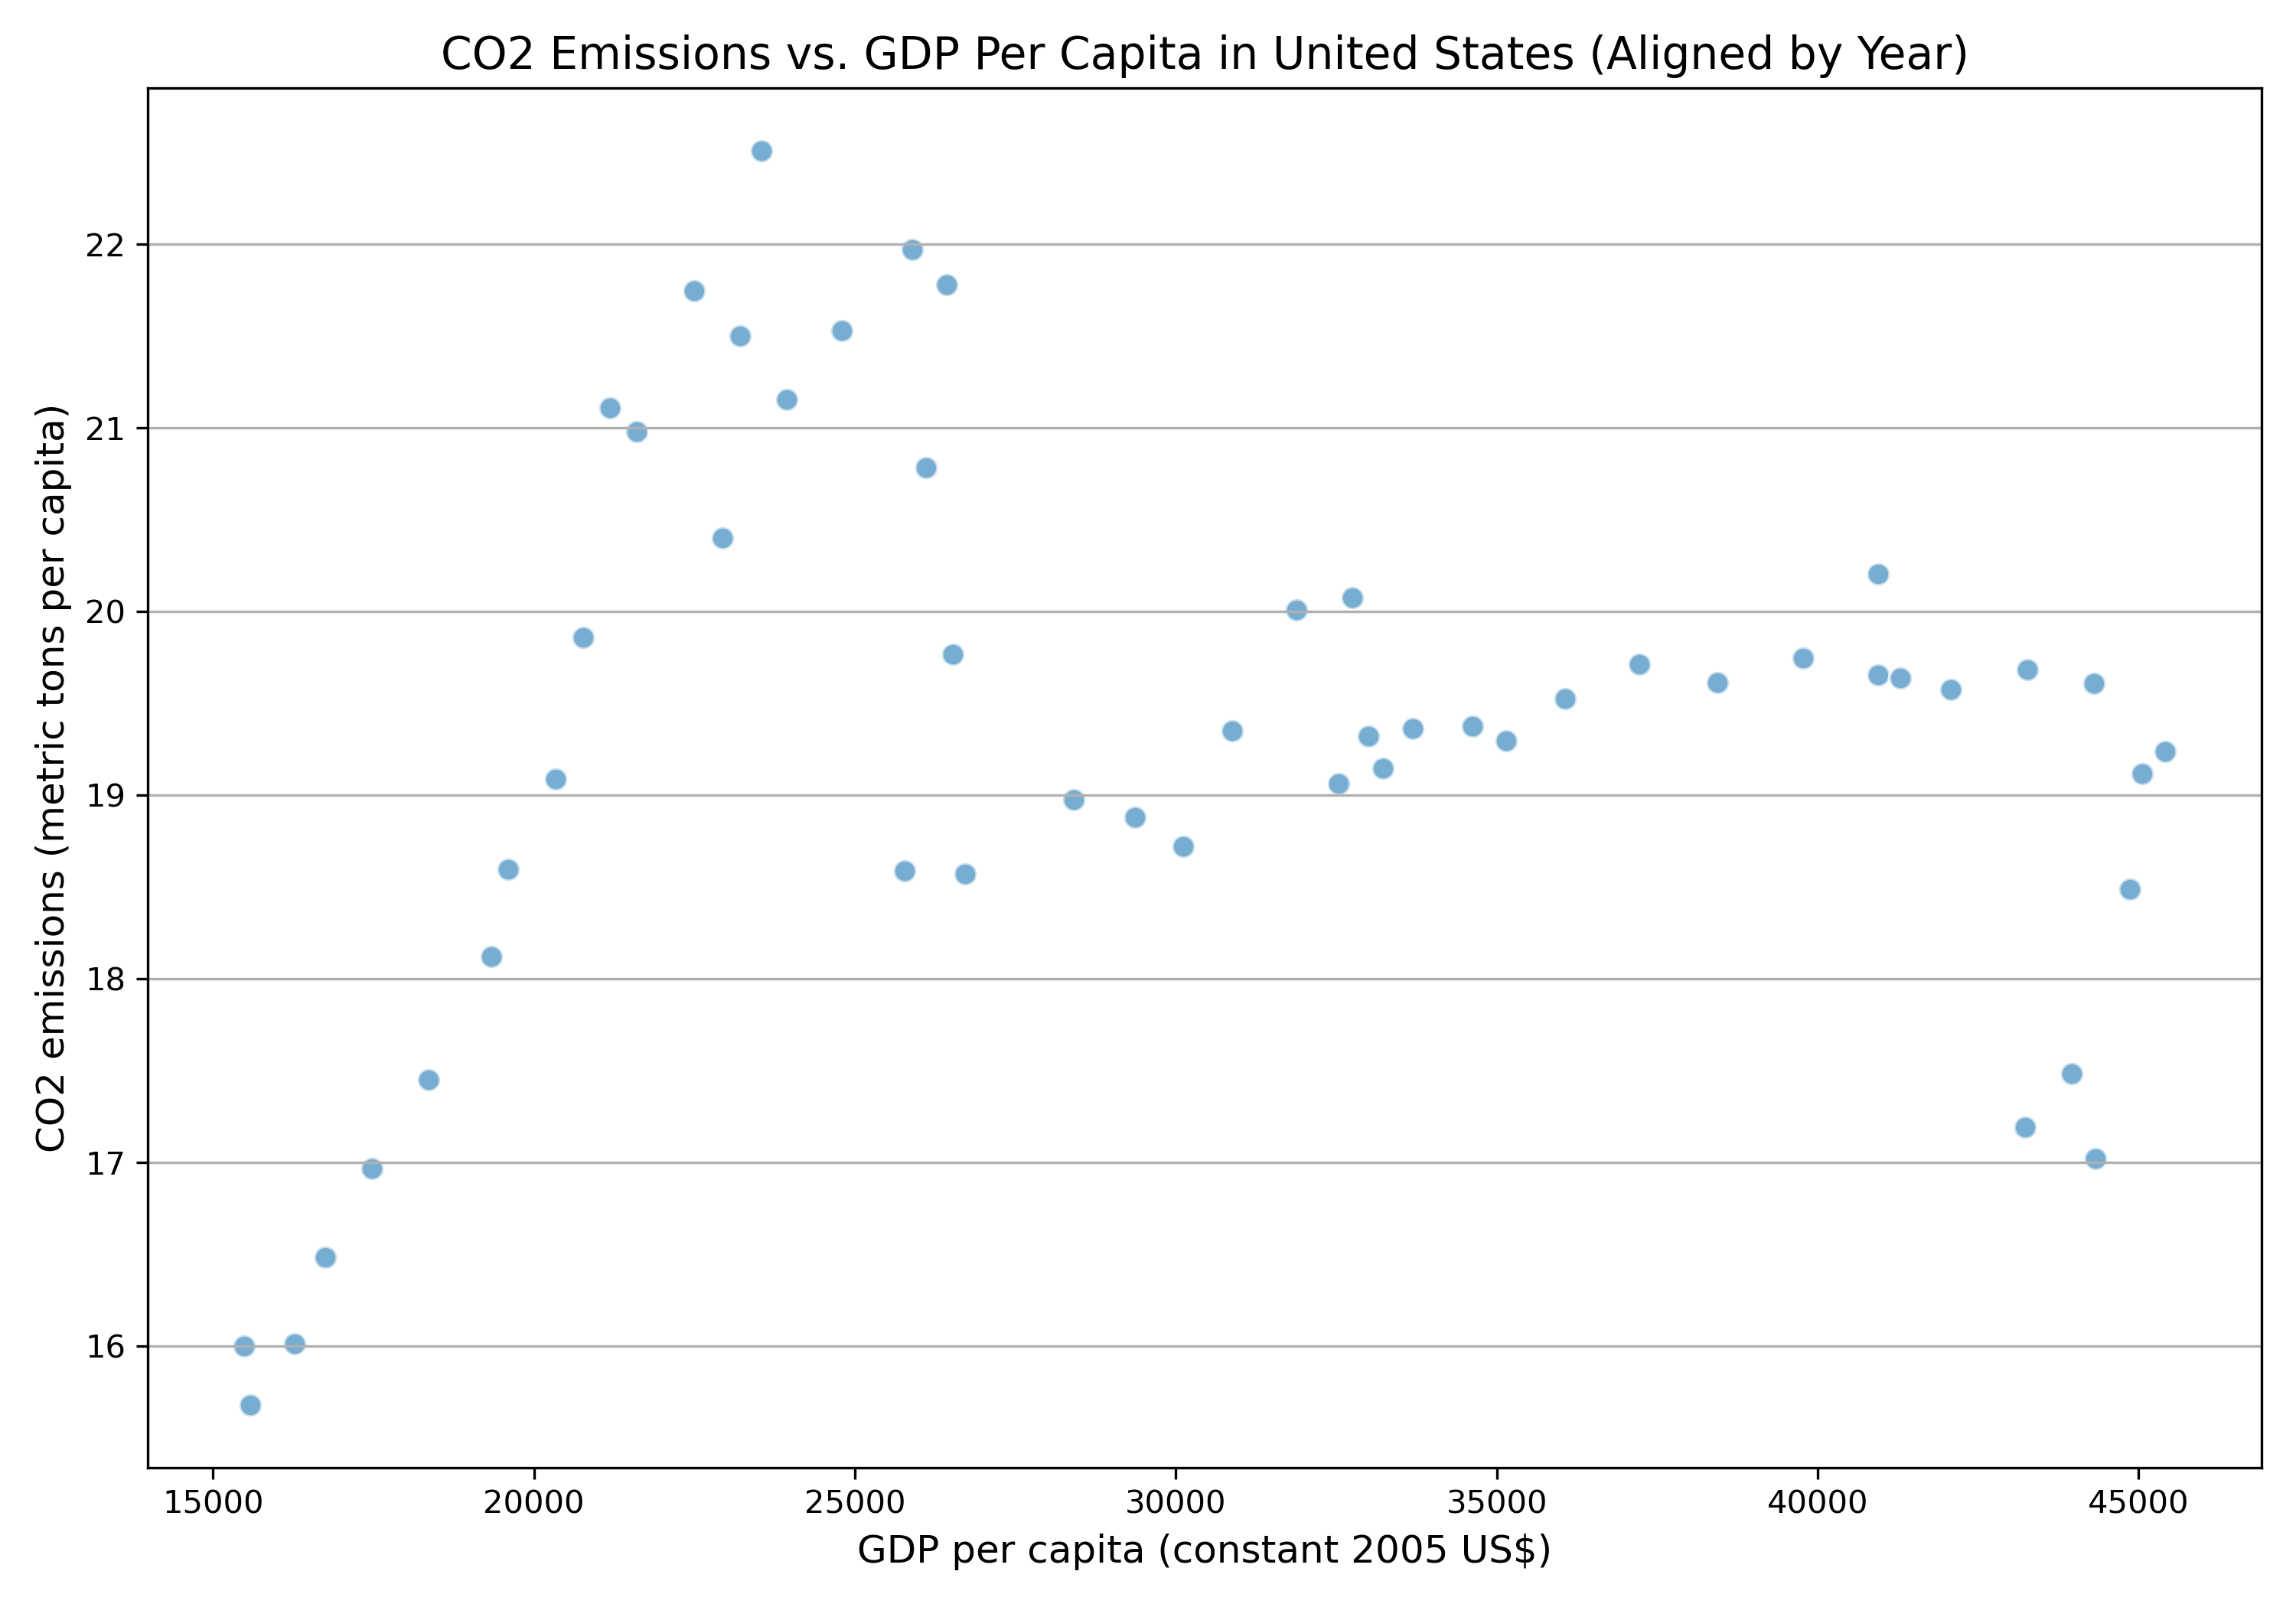 CO2 Emissions vs. GDP Per Capita in United States (Aligned by Year)
CO2 emissions (metric tons per capita)
22
21
20
19
18
17
16
15000 20000 25000 30000 35000 40000 45000
GDP per capita (constant 2005 US$)